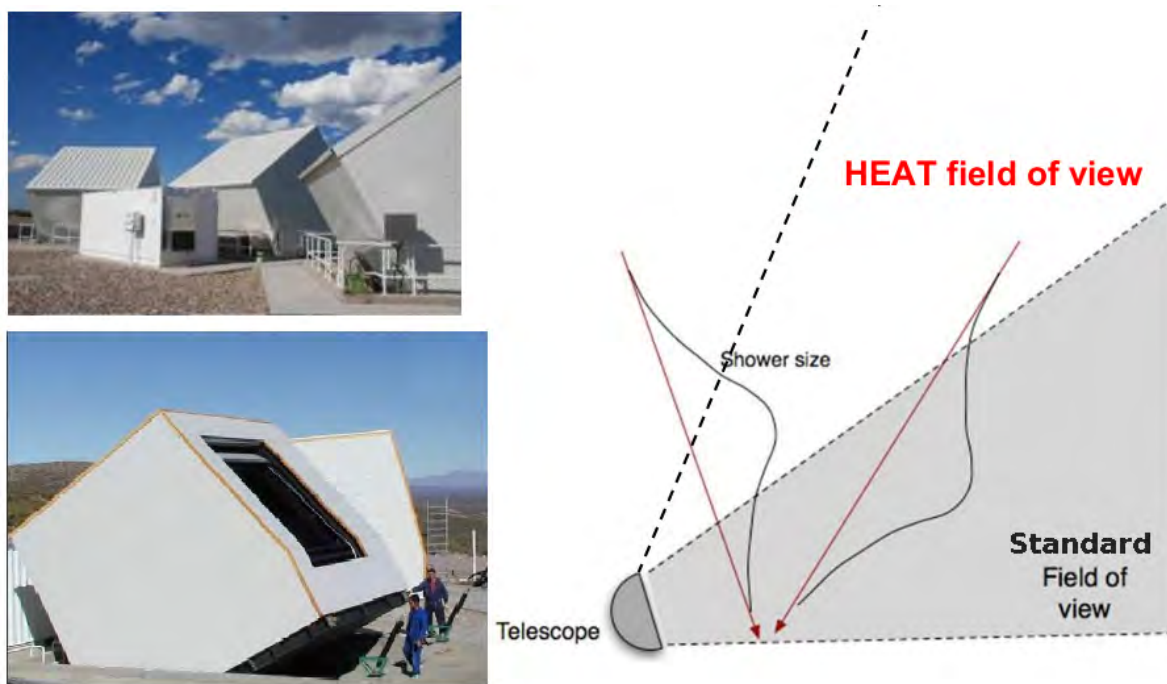 HEAT field of view
Shower size
Standard
Field of
view
Telescope